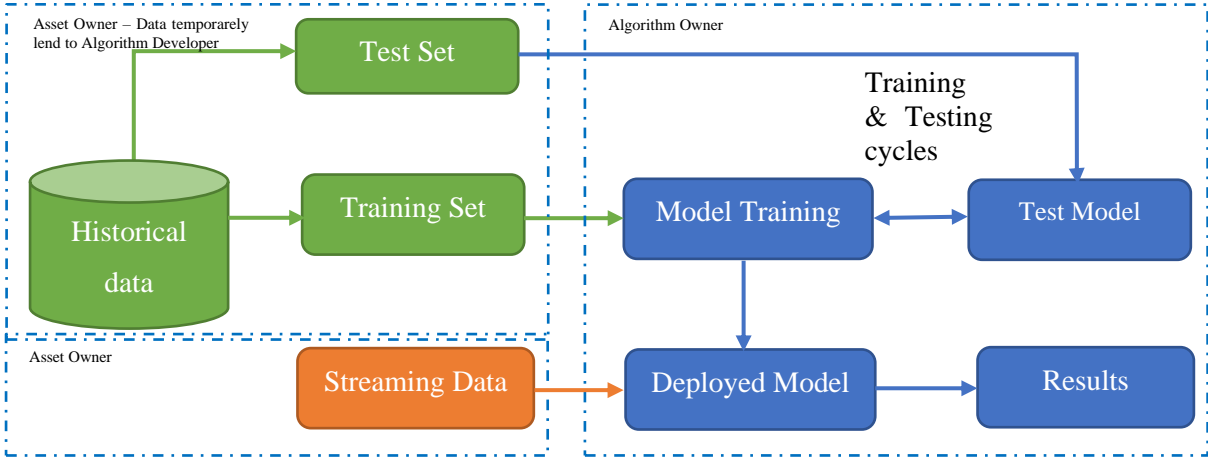 Asset Owner – Data temporarely
lend to Algorithm Developer
Test Set
Algorithm Owner
Training
& Testing
cycles
Historical
data
Training Set
Model Training
Test Model
Asset Owner
Streaming Data
Deployed Model
Results